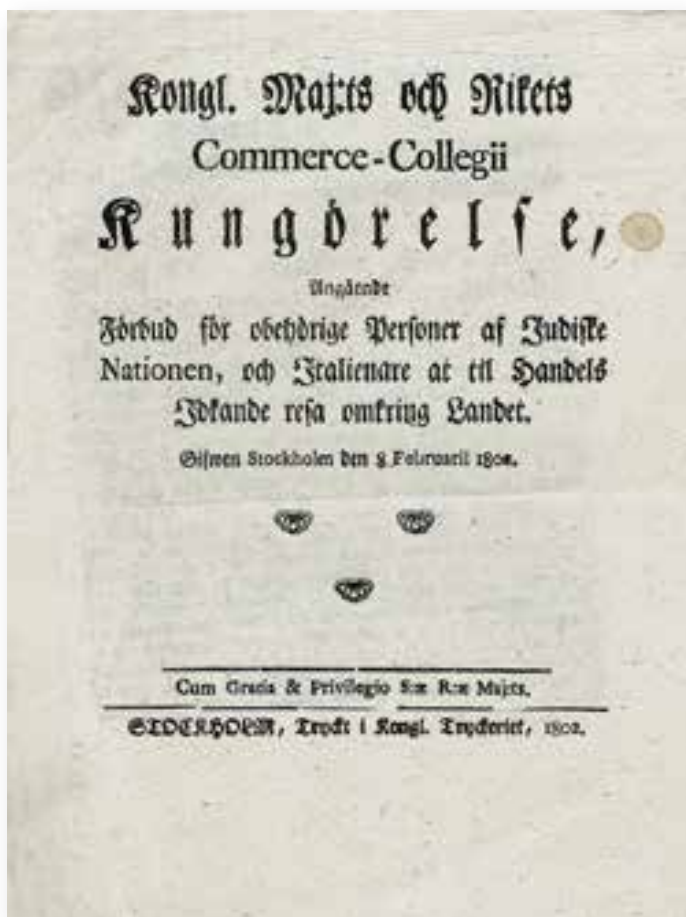 Kongl. Maj:ts och Rikets
Commerce-Collegii
Kungörelse,
Angående
Förbud för obehörige Personer af Judiske
Nationen, och Italienare at til Handels
Idkande resa omkring Landet.
Gifwen Stockholm den 8 Februarii 1802.
Cum Gratia & Privilegio S:æ R:æ Maj:ts.
STOCKHOLM, Tryckt i Kongl. Tryckeriet, 1802.